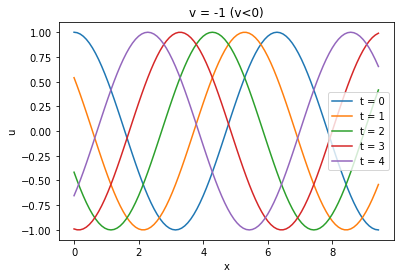 v = -1 (v<0)
1.00
0.75
0.50
0.25
0.00
−0.25
−0.50
−0.75
−1.00
u
t = 0
t = 1
t = 2
t = 3
t = 4
0 2 4 6 8
x